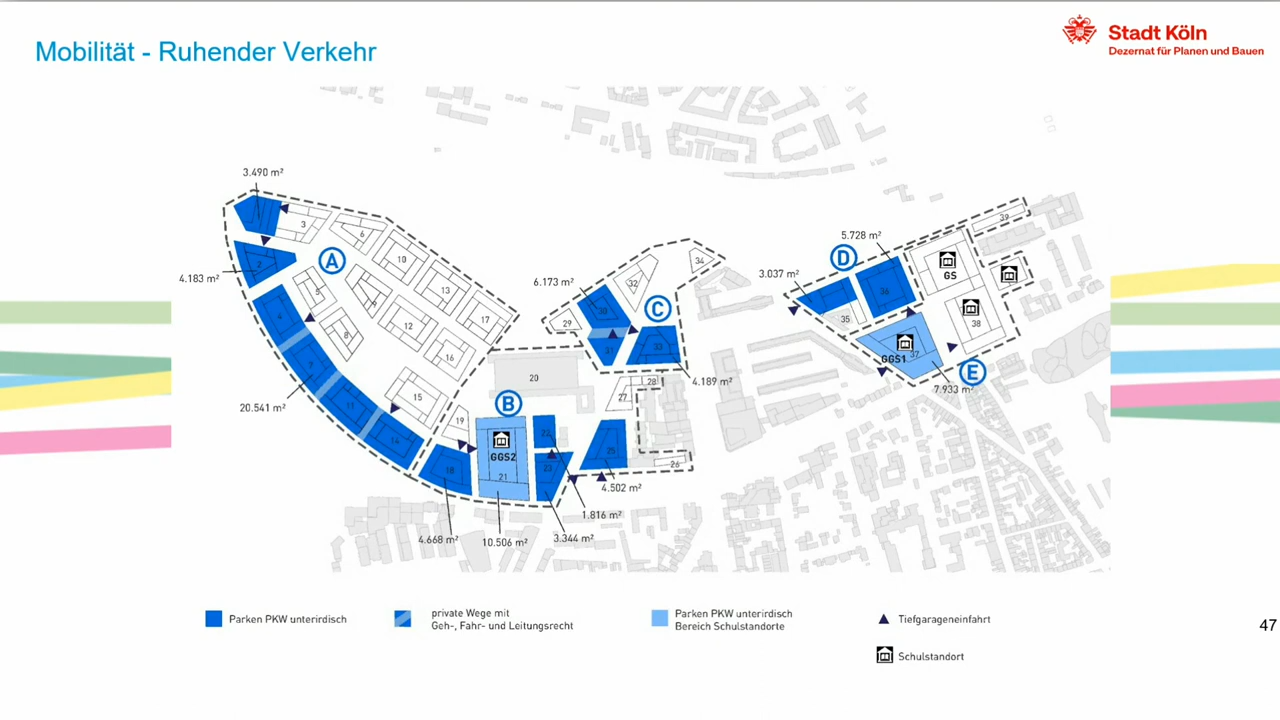 Mobilität - Ruhender Verkehr
Stadt Köln
Dezernat für Planen und Bauen
3.490 m²
3
6
39
10
5.728 m²
A
D
GS
34
2
3.037 m²
4.183 m²
6.173 m²
32
13
5
36
C
30
4
17
35
29
38
12
8
33
31
GGS1
37
7
16
E
20
4.189 m²
28
7.933 m²
15
27
20.541 m²
11
B
19
22
14
GGS2
25
26
18
23
21
4.502 m²
1.816 m²
4.668 m²
10.506 m²
3.344 m²
Parken PKW unterirdisch
private Wege mit
Geh-, Fahr- und Leitungsrecht
Parken PKW unterirdisch
Bereich Schulstandorte
Tiefgarageneinfahrt
Schulstandort
47